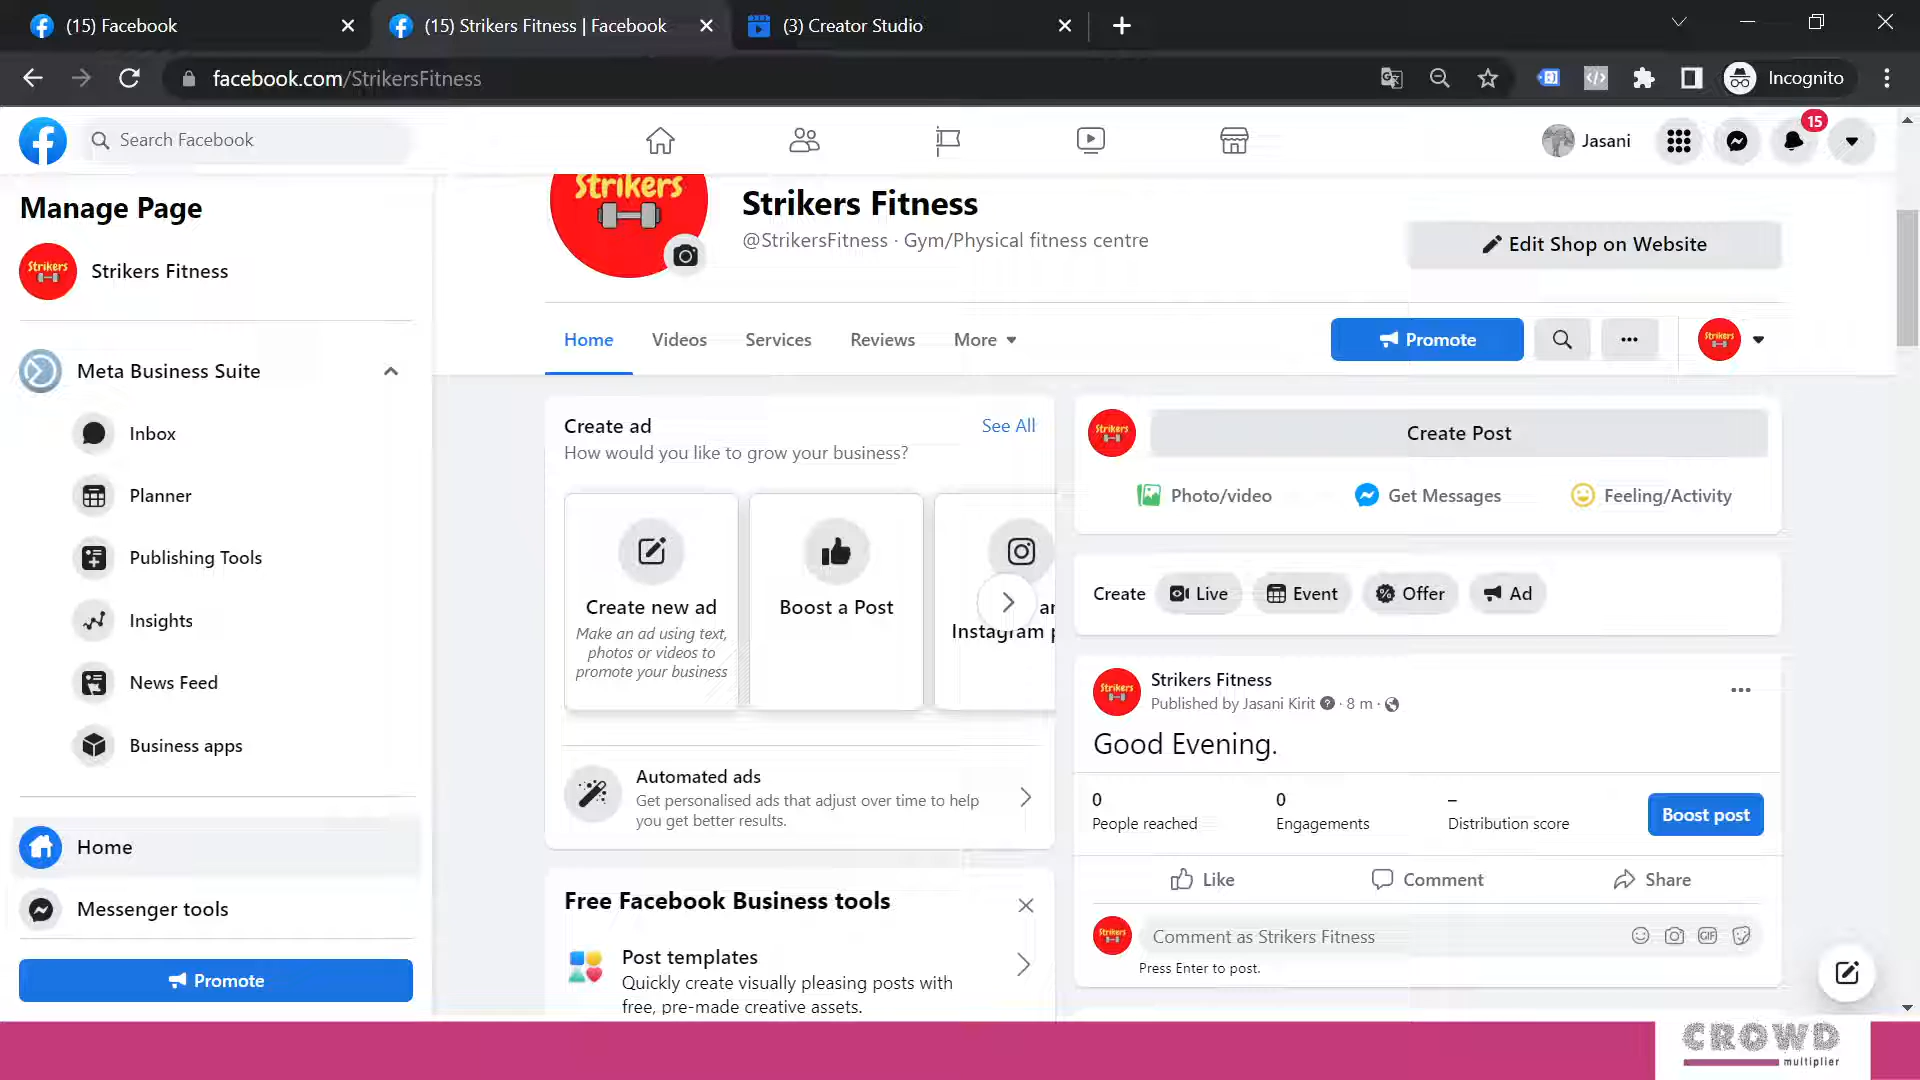 (15) Facebook
(15) Strikers Fitness | Facebook
(3) Creator Studio
facebook.com/StrikersFitness
Incognito
Search Facebook
Jasani
15
Manage Page
Strikers
Strikers Fitness
Meta Business Suite
Inbox
Planner
Publishing Tools
Insights
News Feed
Business apps
Home
Messenger tools
Promote
Strikers
Strikers Fitness
@StrikersFitness · Gym/Physical fitness centre
Edit Shop on Website
Home
Videos
Services
Reviews
More
Promote
Strikers
Create ad
See All
How would you like to grow your business?
Create new ad
Make an ad using text,
photos or videos to
promote your business
Boost a Post
Instagram p
Automated ads
Get personalised ads that adjust over time to help
you get better results.
Free Facebook Business tools
Post templates
Quickly create visually pleasing posts with
free, pre-made creative assets.
Strikers
Create Post
Photo/video
Get Messages
Feeling/Activity
Create
Live
Event
Offer
Ad
Strikers
Strikers Fitness
Published by Jasani Kirit · 8 m ·
Good Evening.
0
People reached
0
Engagements
–
Distribution score
Boost post
Like
Comment
Share
Strikers
Comment as Strikers Fitness
GIF
Press Enter to post.
CROWD
multiplier